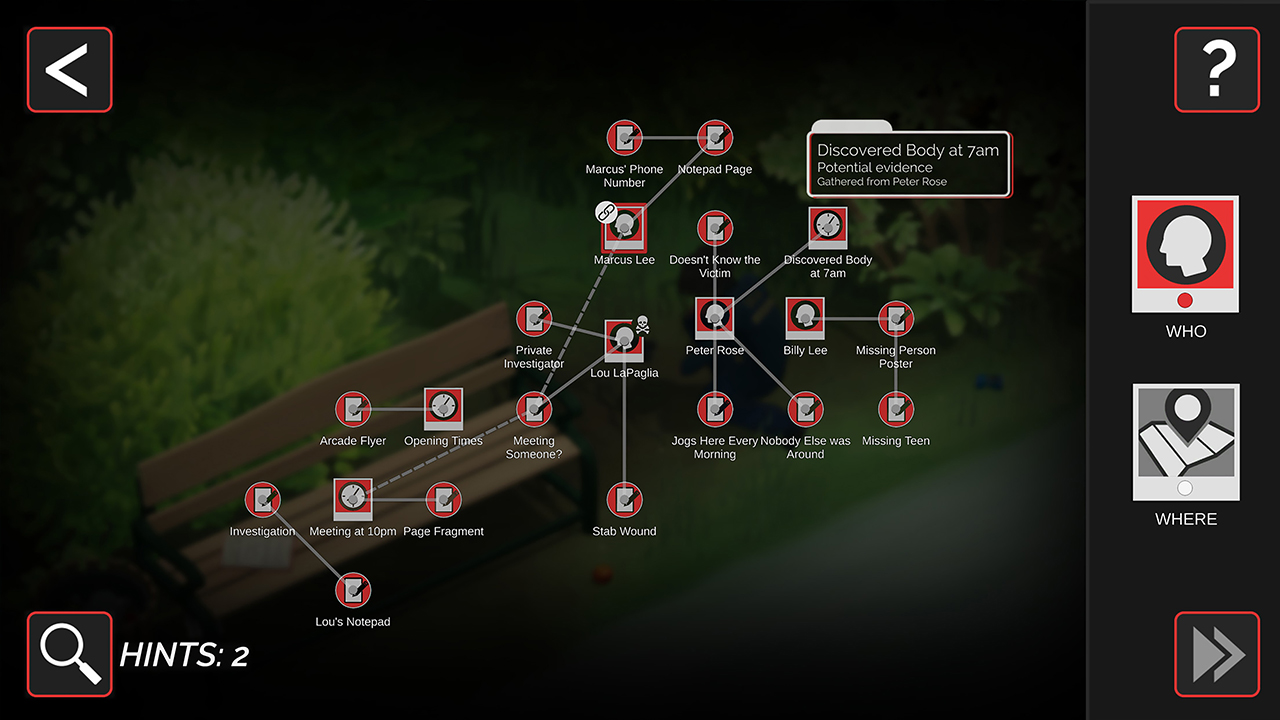 ?
Marcus' Phone
Number
Notepad Page
Discovered Body at 7am
Potential evidence
Gathered from Peter Rose
Marcus Lee
Doesn't Know the
Victim
Discovered Body
at 7am
Private
Investigator
Lou LaPaglia
Peter Rose
Billy Lee
Missing Person
Poster
WHO
Arcade Flyer
Opening Times
Meeting
Someone?
Jogs Here Every
Morning
Nobody Else was
Around
Missing Teen
Investigation
Meeting at 10pm
Page Fragment
Stab Wound
WHERE
Lou's Notepad
HINTS: 2